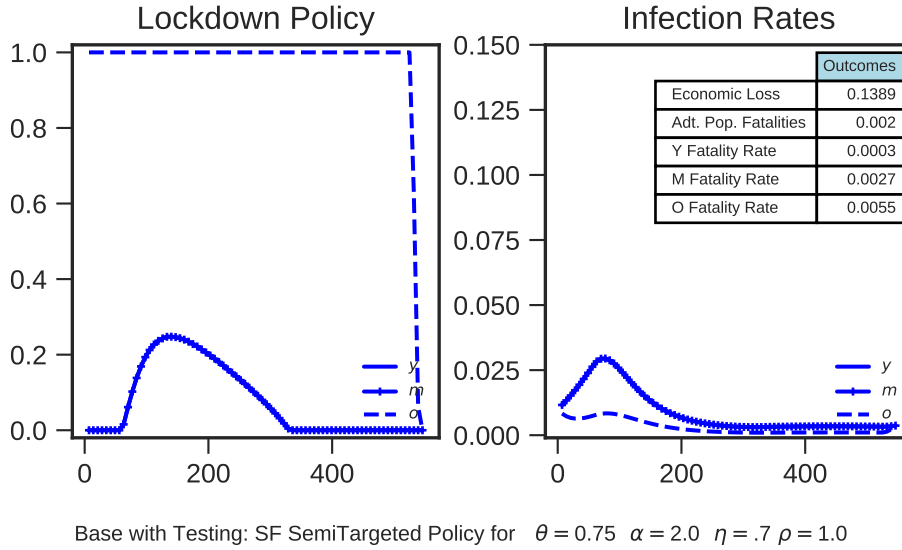 Lockdown Policy
1.0
0.8
0.6
0.4
0.2
0.0
0
200
400
y
m
o
Infection Rates
0.150
0.125
0.100
0.075
0.050
0.025
0.000
0
200
400
Outcomes
Economic Loss 0.1389
Adt. Pop. Fatalities 0.002
Y Fatality Rate 0.0003
M Fatality Rate 0.0027
O Fatality Rate 0.0055
y
m
o
Base with Testing: SF SemiTargeted Policy for θ = 0.75 α = 2.0 η = .7 ρ = 1.0